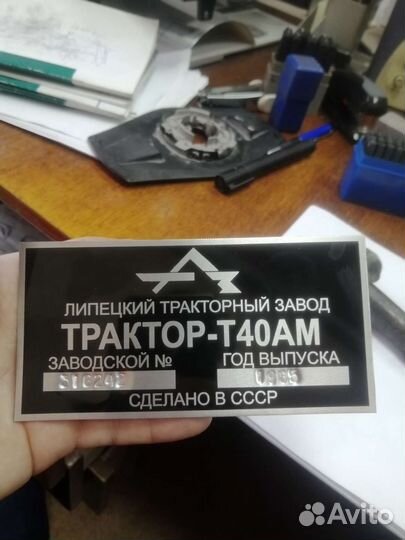 ЛИПЕЦКИЙ ТРАКТОРНЫЙ ЗАВОД
ТРАКТОР-Т40АМ
ЗАВОДСКОЙ № ГОД ВЫПУСКА
СДЕЛАНО В СССР
Avito